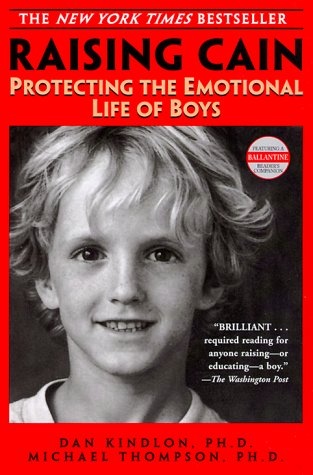 THE NEW YORK TIMES BESTSELLER
RAISING CAIN
PROTECTING THE EMOTIONAL
LIFE OF BOYS
FEATURING A
BALLANTINE
READER'S
COMPANION
"BRILLIANT . . .
required reading for
anyone raising—or
educating—a boy."
—The Washington Post
DAN KINDLON, PH.D.
MICHAEL THOMPSON, PH.D.